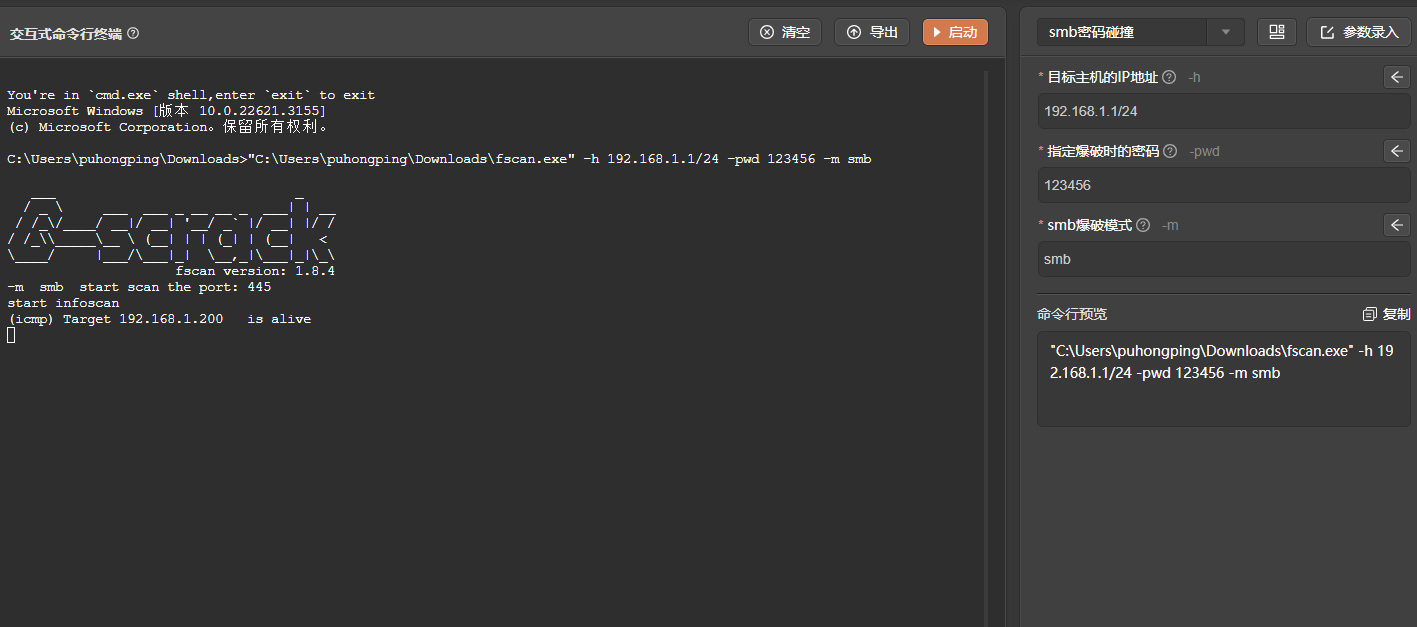 交互式命令行终端
清空
导出
启动
You're in `cmd.exe` shell,enter `exit` to exit
Microsoft Windows [版本 10.0.22621.3155]
(c) Microsoft Corporation。保留所有权利。
C:\Users\puhongping\Downloads>"C:\Users\puhongping\Downloads\fscan.exe" -h 192.168.1.1/24 -pwd 123456 -m smb
fscan version: 1.8.4
-m  smb  start scan the port: 445
start infoscan
(icmp) Target 192.168.1.200   is alive
smb密码碰撞
参数录入
* 目标主机的IP地址 -h
192.168.1.1/24
* 指定爆破时的密码 -pwd
123456
* smb爆破模式 -m
smb
命令行预览
复制
"C:\Users\puhongping\Downloads\fscan.exe" -h 19
2.168.1.1/24 -pwd 123456 -m smb